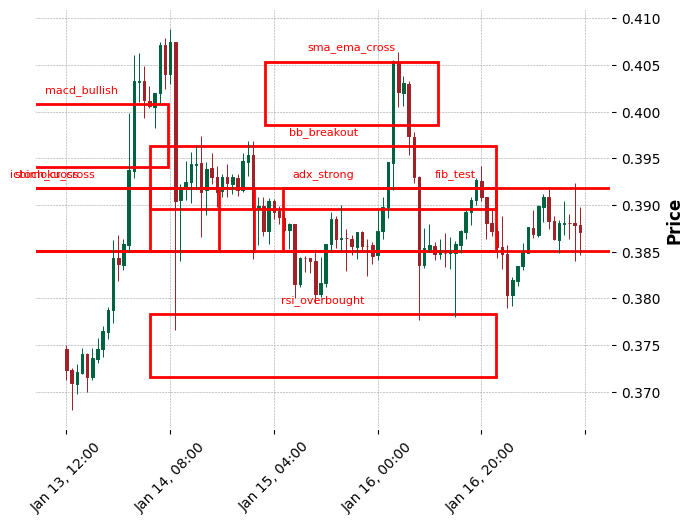 sma_ema_cross
macd_bullish
bb_breakout
adx_strong
fib_test
rsi_overbought
0.410
0.405
0.400
0.395
0.390
0.385
0.380
0.375
0.370
Price
Jan 13, 12:00
Jan 14, 08:00
Jan 15, 04:00
Jan 16, 00:00
Jan 16, 20:00